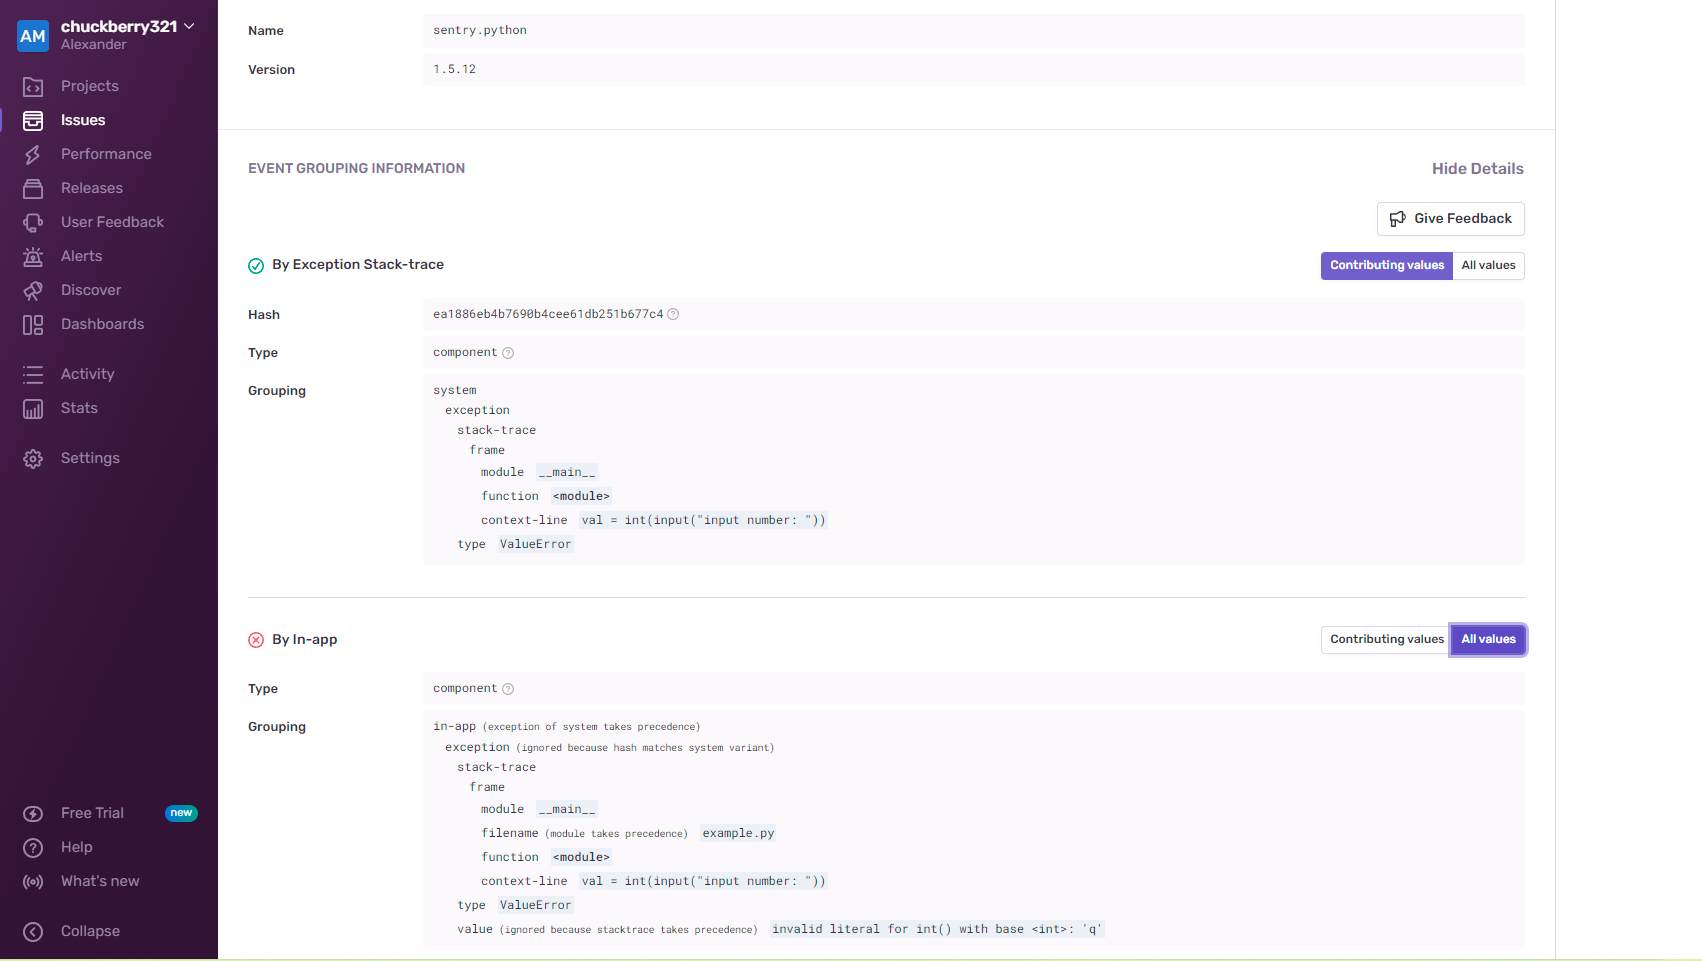 AM
chuckberry321
Alexander
Projects
Issues
Performance
Releases
User Feedback
Alerts
Discover
Dashboards
Activity
Stats
Settings
Free Trial new
Help
What's new
Collapse
Name sentry.python
Version 1.5.12
EVENT GROUPING INFORMATION Hide Details
Give Feedback
By Exception Stack-trace Contributing values All values
Hash ea1886eb4b7690b4cee61db251b677c4 ?
Type component ?
Grouping system
exception
stack-trace
frame
module __main__
function <module>
context-line val = int(input("input number: "))
type ValueError
By In-app Contributing values All values
Type component ?
Grouping in-app (exception of system takes precedence)
exception (ignored because hash matches system variant)
stack-trace
frame
module __main__
filename (module takes precedence) example.py
function <module>
context-line val = int(input("input number: "))
type ValueError
value (ignored because stacktrace takes precedence) invalid literal for int() with base <int>: 'q'